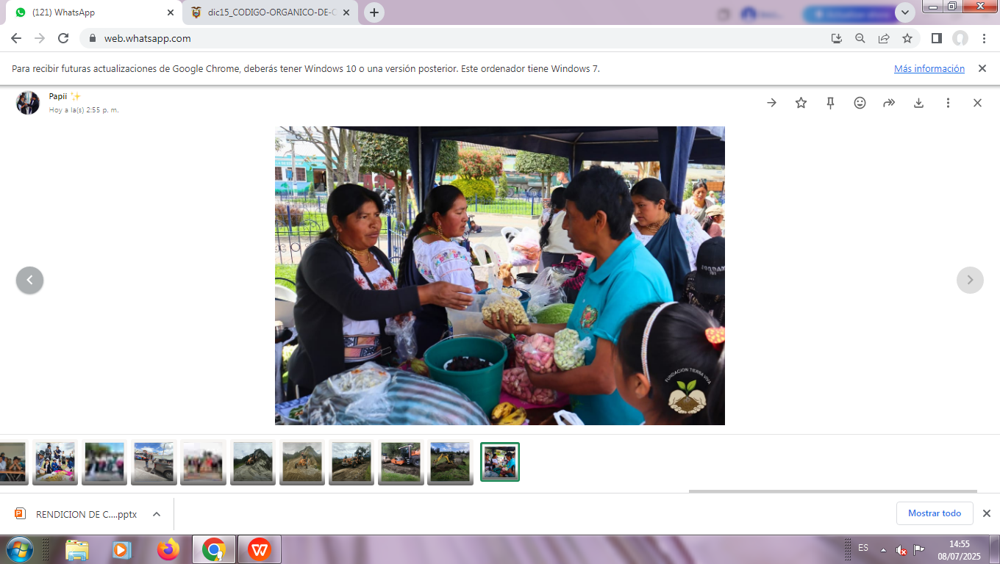 (121) WhatsApp
dic15_CODIGO-ORGANICO-DE-C
web.whatsapp.com
Para recibir futuras actualizaciones de Google Chrome, deberás tener Windows 10 o una versión posterior. Este ordenador tiene Windows 7.
Más información
Papii ✨
Hoy a la(s) 2:55 p. m.
JORDAN
FUNDACION TIERRA VIVA
RENDICION DE C....pptx
Mostrar todo
ES
14:55
08/07/2025